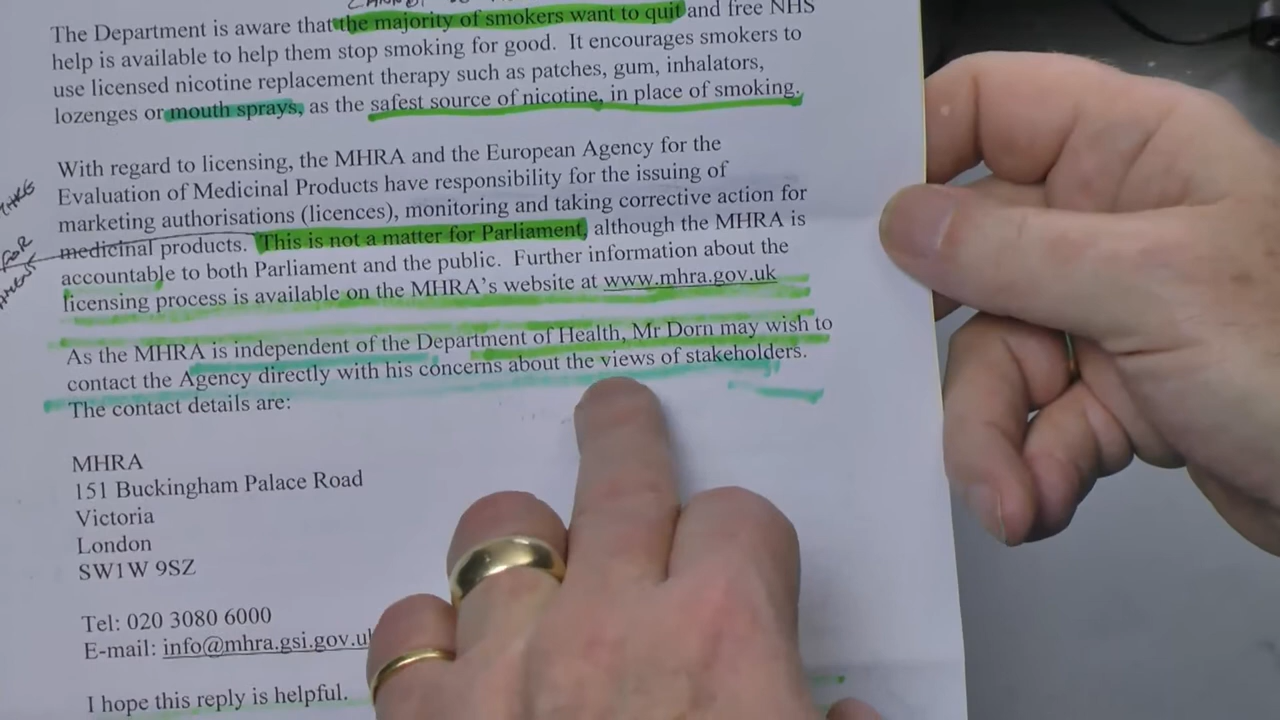 The Department is aware that the majority of smokers want to quit and free NHS
help is available to help them stop smoking for good. It encourages smokers to
use licensed nicotine replacement therapy such as patches, gum, inhalators,
lozenges or mouth sprays, as the safest source of nicotine, in place of smoking.
With regard to licensing, the MHRA and the European Agency for the
Evaluation of Medicinal Products have responsibility for the issuing of
marketing authorisations (licences), monitoring and taking corrective action for
medicinal products. This is not a matter for Parliament, although the MHRA is
accountable to both Parliament and the public. Further information about the
licensing process is available on the MHRA's website at www.mhra.gov.uk
As the MHRA is independent of the Department of Health, Mr Dorn may wish to
contact the Agency directly with his concerns about the views of stakeholders.
The contact details are:
MHRA
151 Buckingham Palace Road
Victoria
London
SW1W 9SZ
Tel: 020 3080 6000
E-mail: info@mhra.gsi.gov.uk
I hope this reply is helpful.
FOR